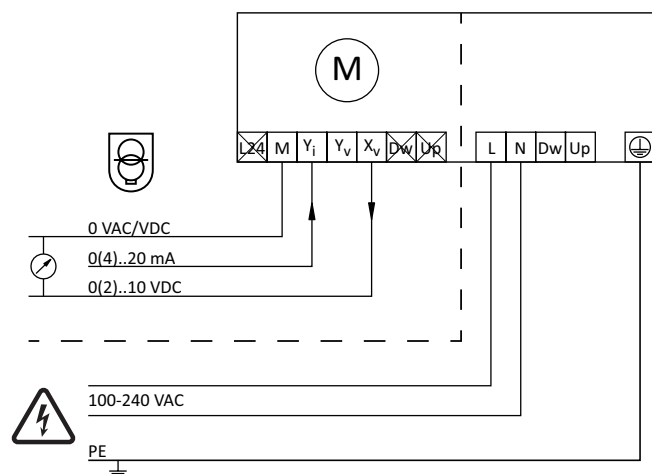 M
L24 M Yi Yv Xv Dw Up L N Dw Up
0 VAC/VDC
0(4)..20 mA
0(2)..10 VDC
100-240 VAC
PE